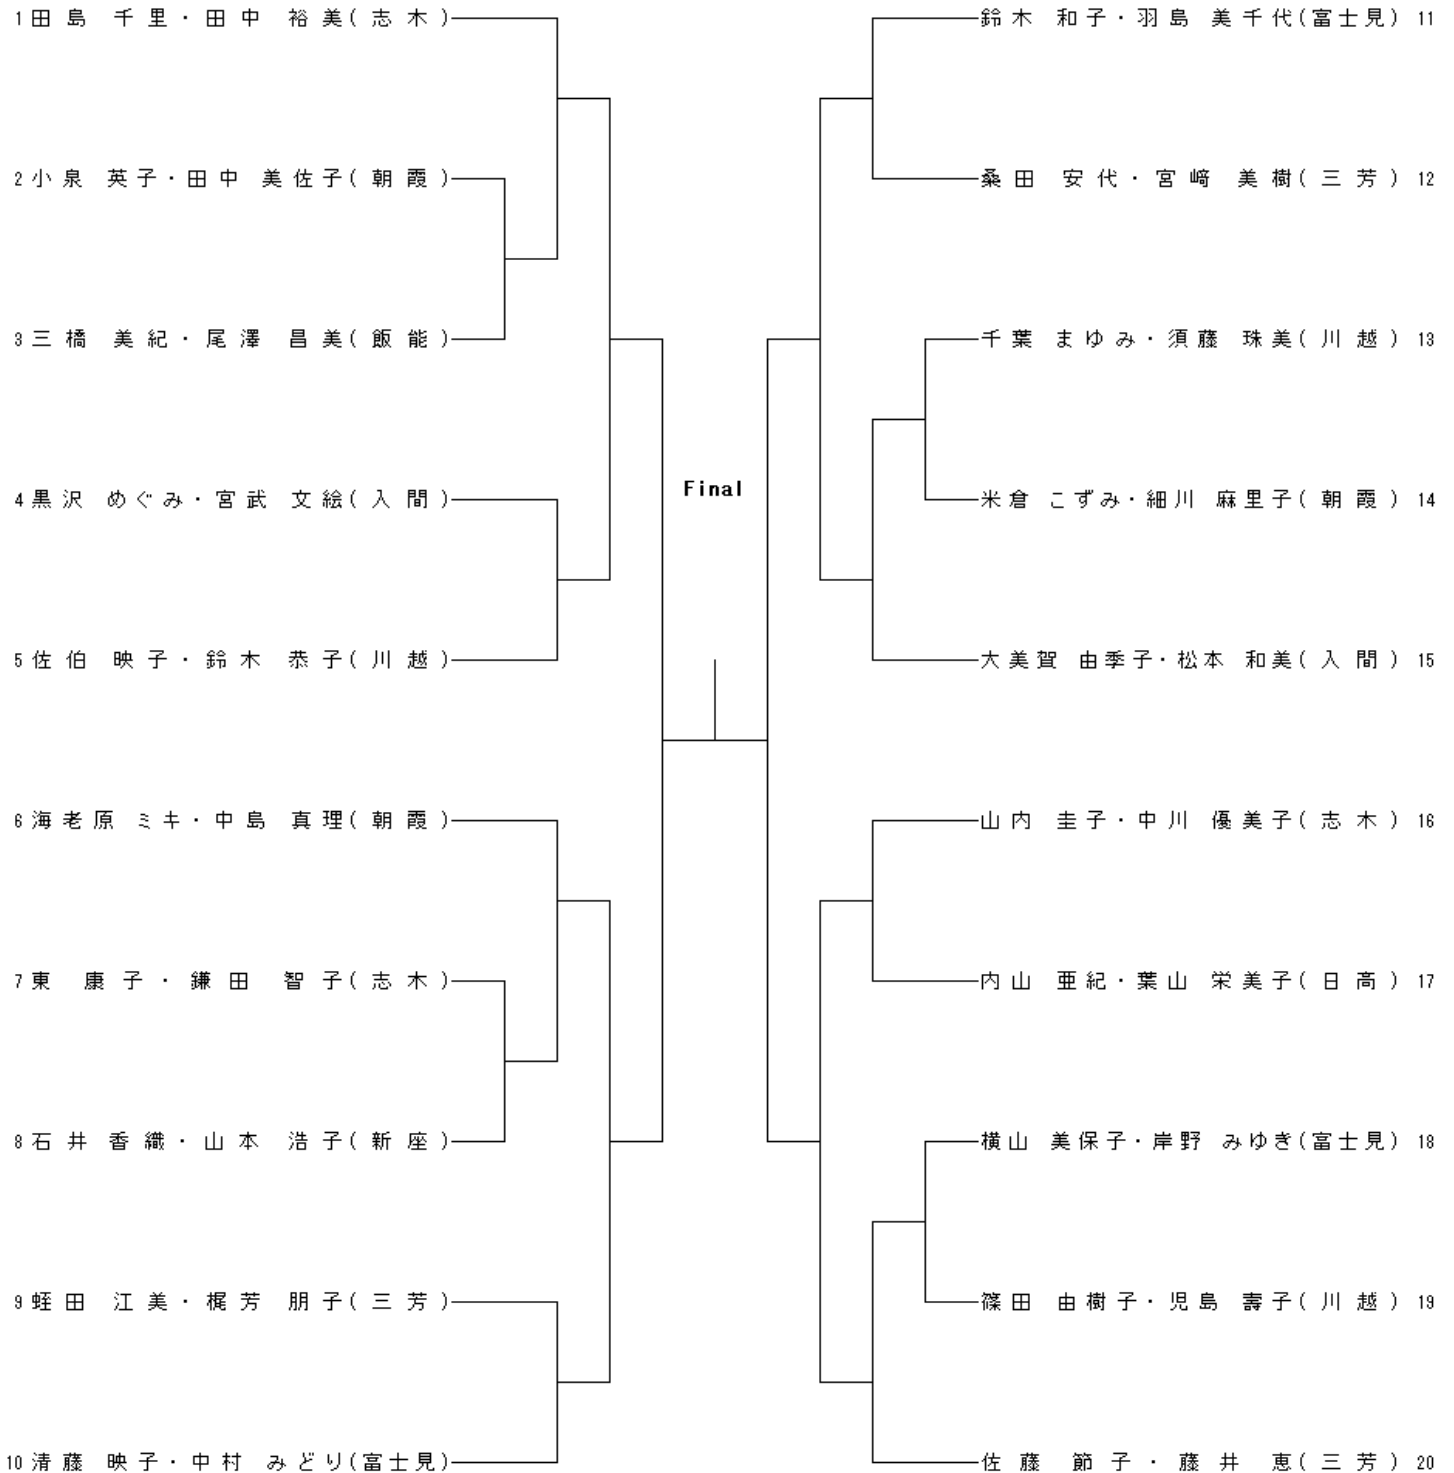 1 田島 千里・田中 裕美(志木)
2 小泉 英子・田中 美佐子(朝霞)
3 三橋 美紀・尾澤 昌美(飯能)
4 黒沢 めぐみ・宮武 文絵(入間)
5 佐伯 映子・鈴木 恭子(川越)
6 海老原 ミキ・中島 真理(朝霞)
7 東 康子・鎌田 智子(志木)
8 石井 香織・山本 浩子(新座)
9 蛭田 江美・梶芳 朋子(三芳)
10 清藤 映子・中村 みどり(富士見)
Final
鈴木 和子・羽島 美千代(富士見) 11
桑田 安代・宮﨑 美樹(三芳) 12
千葉 まゆみ・須藤 珠美(川越) 13
米倉 こずみ・細川 麻里子(朝霞) 14
大美賀 由季子・松本 和美(入間) 15
山内 圭子・中川 優美子(志木) 16
内山 亜紀・葉山 栄美子(日高) 17
横山 美保子・岸野 みゆき(富士見) 18
篠田 由樹子・児島 壽子(川越) 19
佐藤 節子・藤井 恵(三芳) 20